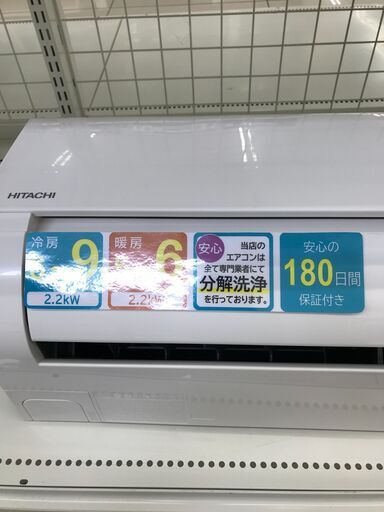 HITACHI
冷房
9
2.2kW
暖房
6
2.2kW
安心
当店の
エアコンは
全て専門業者にて
分解洗浄
を行っております。
安心の
180日間
保証付き